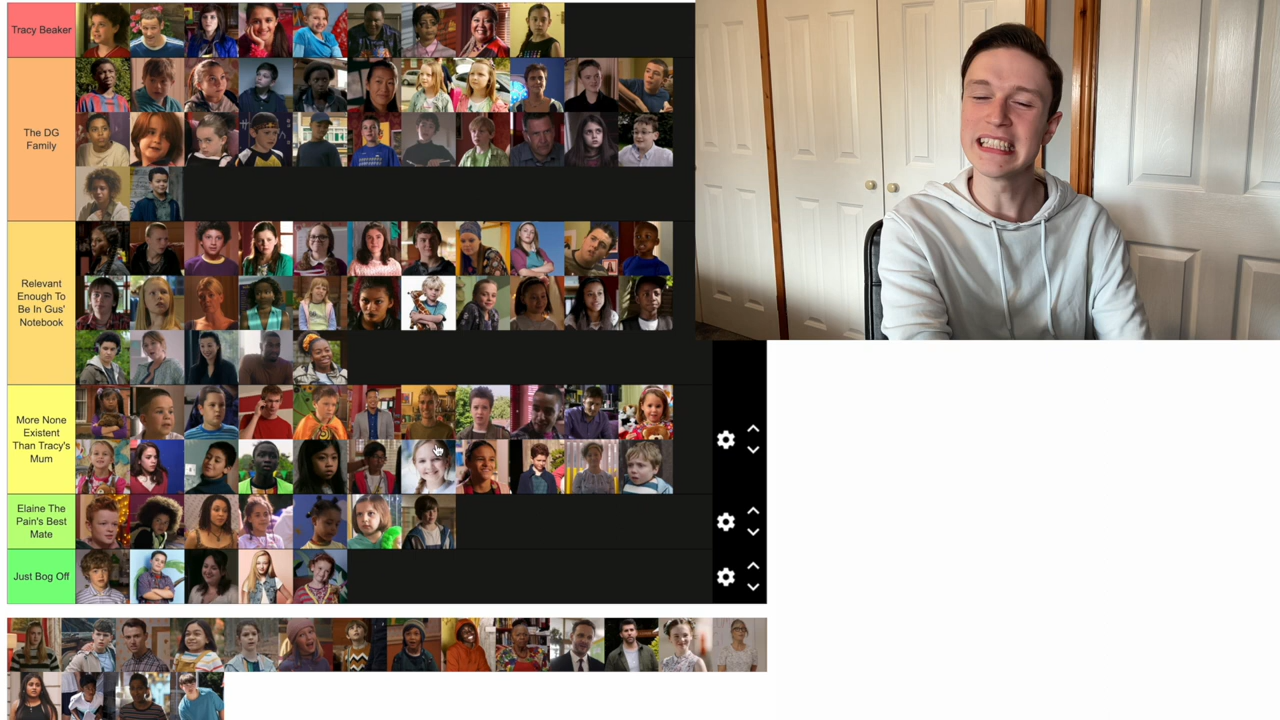 Tracy Beaker
The DG
Family
Relevant
Enough To
Be In Gus'
Notebook
More None
Existent
Than Tracy's
Mum
Elaine The
Pain's Best
Mate
Just Bog Off